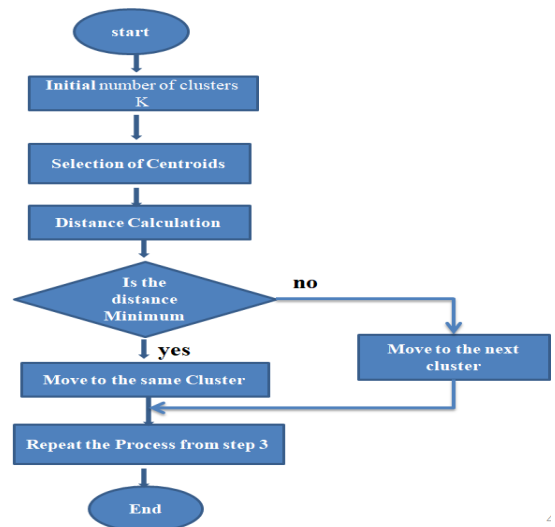 start
Initial number of clusters
K
Selection of Centroids
Distance Calculation
Is the
distance
Minimum
no
yes
Move to the next
cluster
Move to the same Cluster
Repeat the Process from step 3
End
4